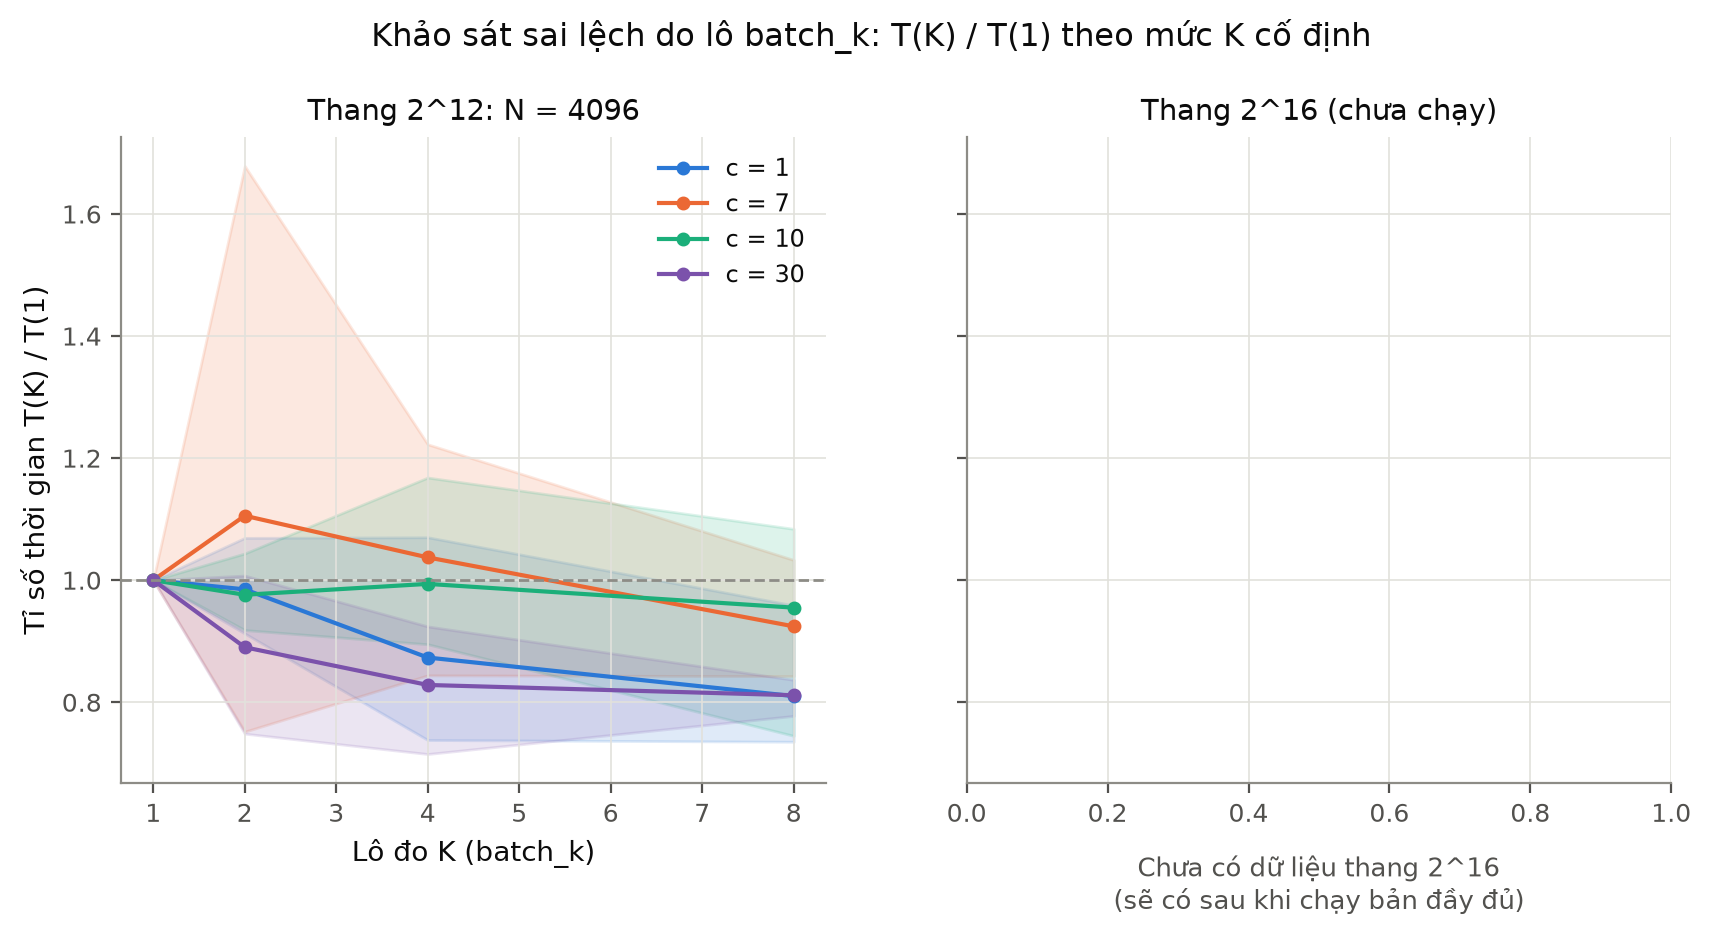 Khảo sát sai lệch do lô batch_k: T(K) / T(1) theo mức K cố định
Thang 2^12: N = 4096
c = 1
c = 7
c = 10
c = 30
Tỉ số thời gian T(K) / T(1)
1.6
1.4
1.2
1.0
0.8
1 2 3 4 5 6 7 8
Lô đo K (batch_k)
Thang 2^16 (chưa chạy)
0.0 0.2 0.4 0.6 0.8 1.0
Chưa có dữ liệu thang 2^16
(sẽ có sau khi chạy bản đầy đủ)